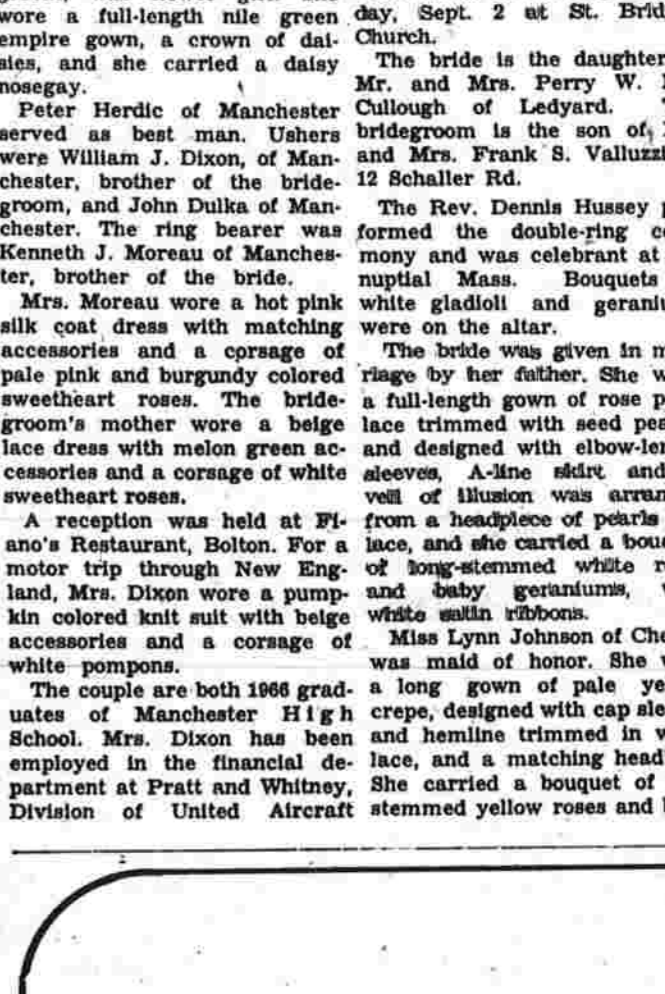 wore a full-length nile green
empire gown, a crown of dai-
sies, and she carried a daisy
nosegay.
Peter Herdic of Manchester
served as best man. Ushers
were William J. Dixon, of Man-
chester, brother of the bride-
groom, and John Dulka of Man-
chester. The ring bearer was
Kenneth J. Moreau of Manches-
ter, brother of the bride.
Mrs. Moreau wore a hot pink
silk coat dress with matching
accessories and a corsage of
pale pink and burgundy colored
sweetheart roses. The bride-
groom's mother wore a beige
lace dress with melon green ac-
cessories and a corsage of white
sweetheart roses.
A reception was held at Fi-
ano's Restaurant, Bolton. For a
motor trip through New Eng-
land, Mrs. Dixon wore a pump-
kin colored knit suit with beige
accessories and a corsage of
white pompons.
The couple are both 1966 grad-
uates of Manchester High
School. Mrs. Dixon has been
employed in the financial de-
partment at Pratt and Whitney,
Division of United Aircraft
day, Sept. 2 at St. Brid
Church.
The bride is the daughter
Mr. and Mrs. Perry W.
Cullough of Ledyard.
bridegroom is the son of
and Mrs. Frank S. Valluzzi
12 Schaller Rd.
The Rev. Dennis Hussey
formed the double-ring ce
mony and was celebrant at
nuptial Mass. Bouquets
white gladioli and gerani
were on the altar.
The bride was given in m
riage by her father. She w
a full-length gown of rose p
lace trimmed with seed pea
and designed with elbow-len
sleeves, A-line skirt and
veil of illusion was arran
from a headpiece of pearls
lace, and she carried a bouq
of long-stemmed white r
and baby geraniums,
white satin ribbons.
Miss Lynn Johnson of Che
was maid of honor. She
a long gown of pale ye
crepe, designed with cap sle
and hemline trimmed in w
lace, and a matching head
She carried a bouquet of
stemmed yellow roses and